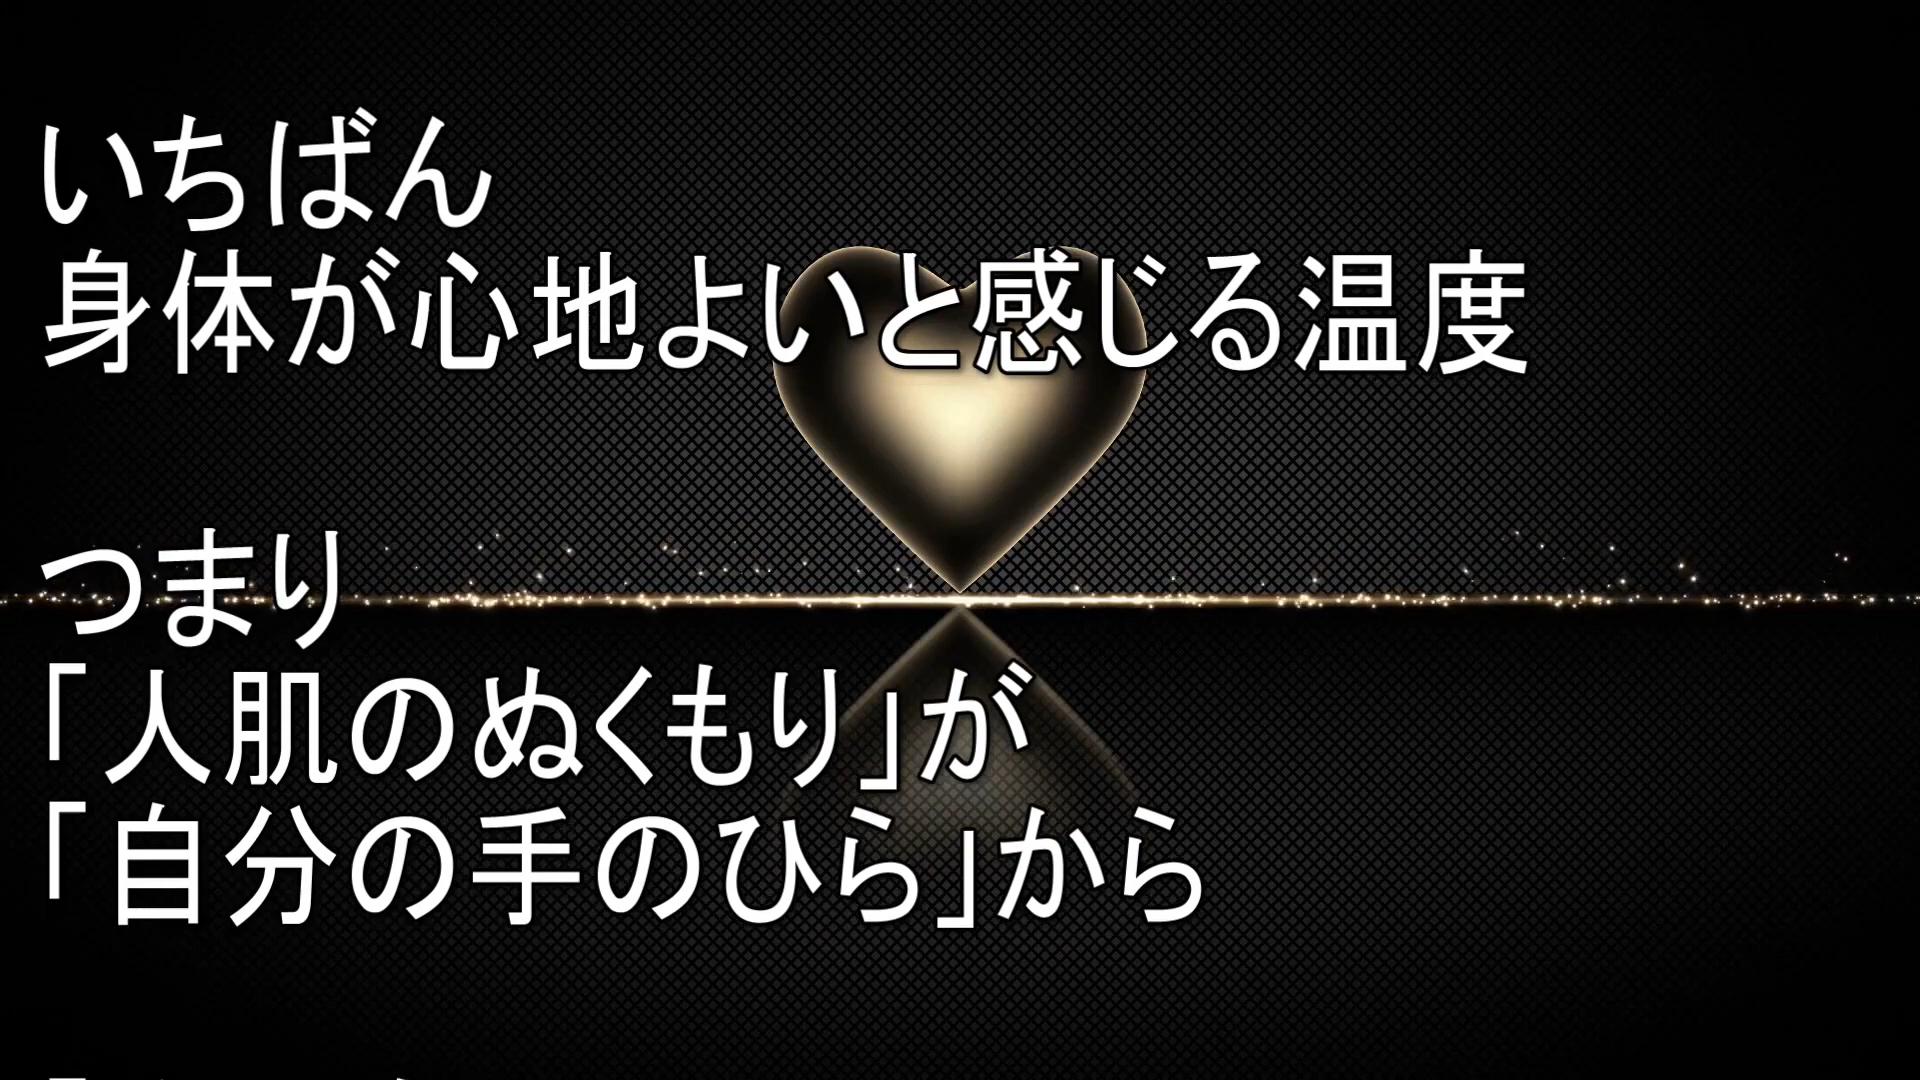 いちばん
身体が心地よいと感じる温度
つまり
「人肌のぬくもり」が
「自分の手のひら」から